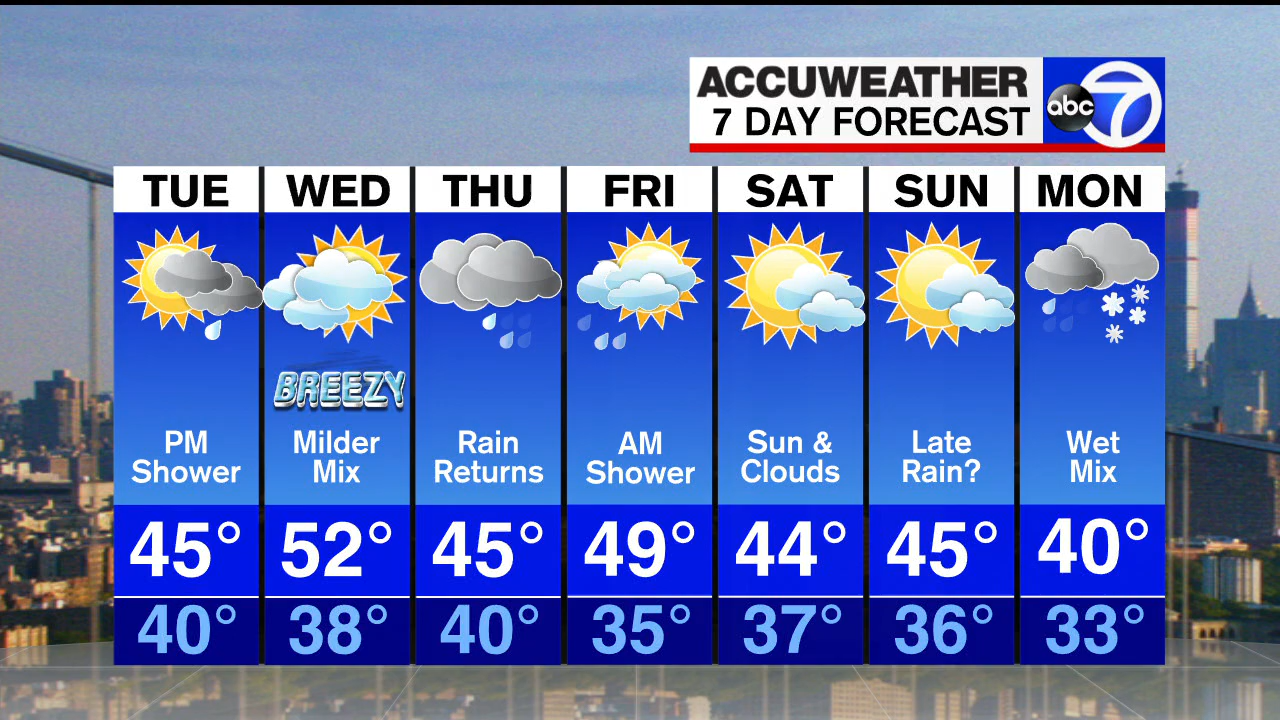 ACCUWEATHER
7 DAY FORECAST
abc 7
TUE
PM
Shower
45°
40°
WED
BREEZY
Milder
Mix
52°
38°
THU
Rain
Returns
45°
40°
FRI
AM
Shower
49°
35°
SAT
Sun &
Clouds
44°
37°
SUN
Late
Rain?
45°
36°
MON
Wet
Mix
40°
33°